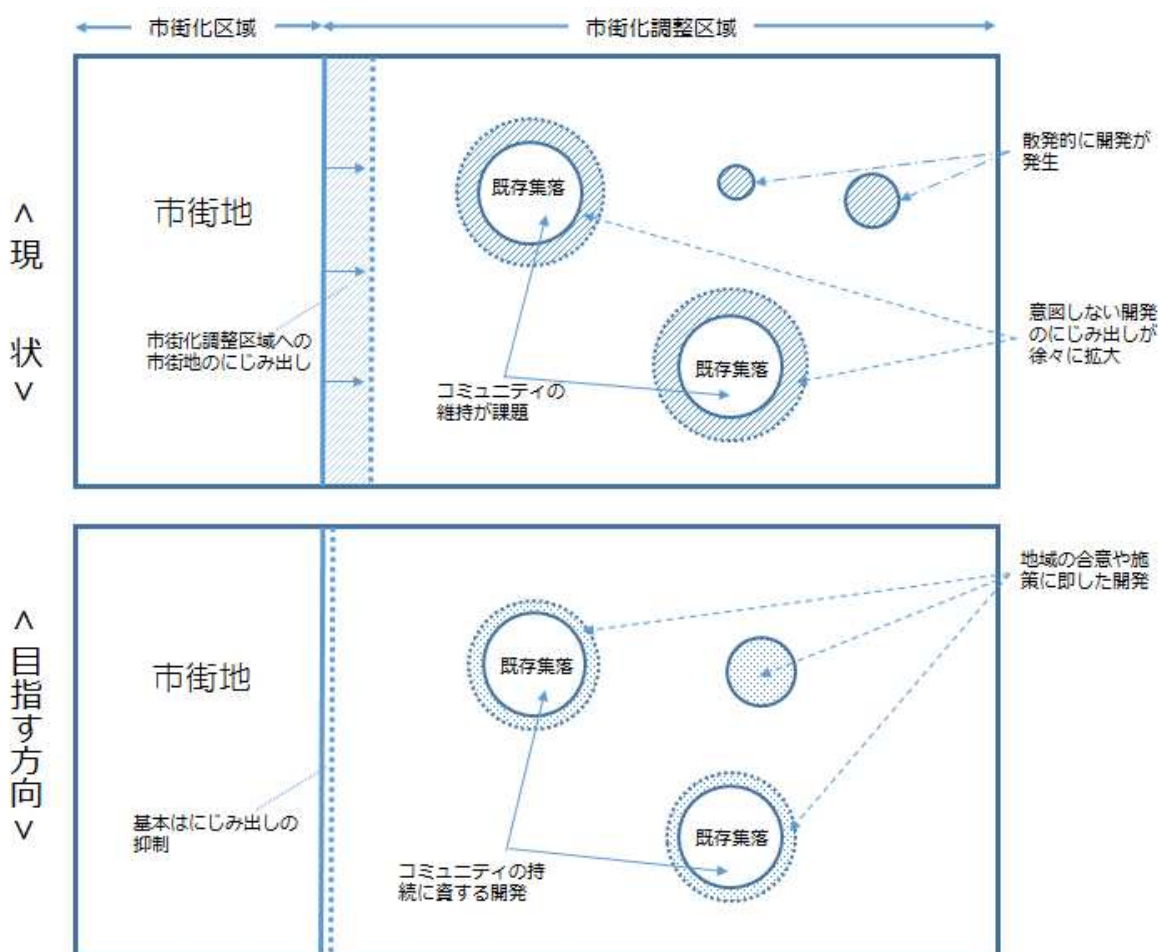 市街化区域
市街化調整区域
<現 状>
市街地
既存集落
散発的に開発が
発生
意図しない開発
のにじみ出しが
徐々に拡大
市街化調整区域への
市街地のにじみ出し
既存集落
コミュニティの
維持が課題
<目指す方向>
市街地
既存集落
地域の合意や施
策に即した開発
基本はにじみ出しの
抑制
既存集落
コミュニティの持
続に資する開発